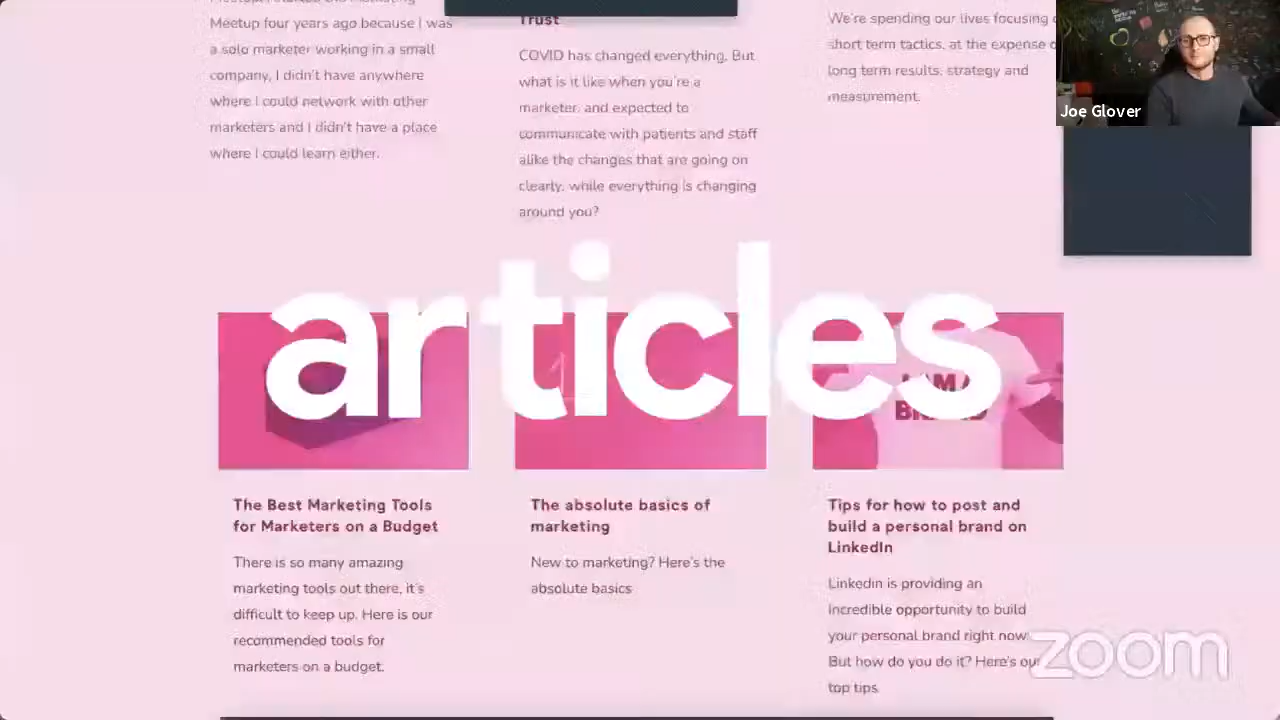 Meetup four years ago because I was
a solo marketer working in a small
company, I didn't have anywhere
where I could network with other
marketers and I didn't have a place
where I could learn either.
Trust
COVID has changed everything. But
what is it like when you're a
marketer, and expected to
communicate with patients and staff
alike the changes that are going on
clearly, while everything is changing
around you?
We're spending our lives focusing
short term tactics, at the expense
long term results, strategy and
measurement.
Joe Glover
articles
The Best Marketing Tools
for Marketers on a Budget
There is so many amazing
marketing tools out there, it's
difficult to keep up. Here is our
recommended tools for
marketers on a budget.
The absolute basics of
marketing
New to marketing? Here's the
absolute basics
Tips for how to post and
build a personal brand on
LinkedIn
Linkedin is providing an
incredible opportunity to build
your personal brand right now.
But how do you do it? Here's our
top tips.
zoom